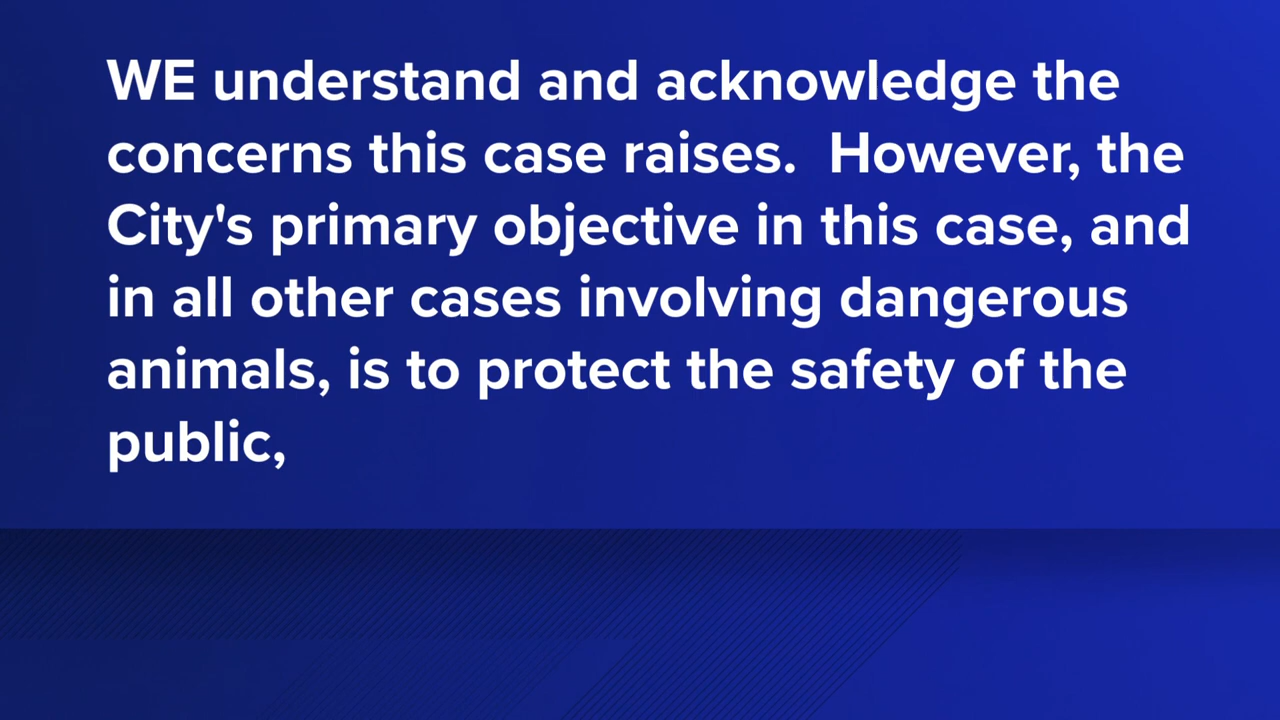 WE understand and acknowledge the
concerns this case raises.  However, the
City's primary objective in this case, and
in all other cases involving dangerous
animals, is to protect the safety of the
public,